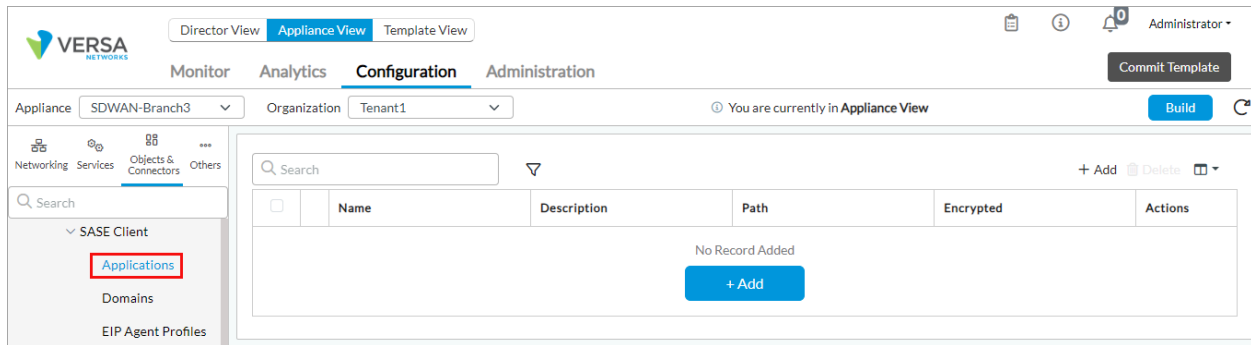 VERSA
NETWORKS
Director View Appliance View Template View
0
Administrator
Monitor Analytics Configuration Administration
Commit Template
Appliance SDWAN-Branch3 Organization Tenant1 You are currently in Appliance View Build
Networking Services Objects & Connectors Others
Search
+ Add Delete
Search
Name Description Path Encrypted Actions
SASE Client
No Record Added
Applications
+ Add
Domains
EIP Agent Profiles